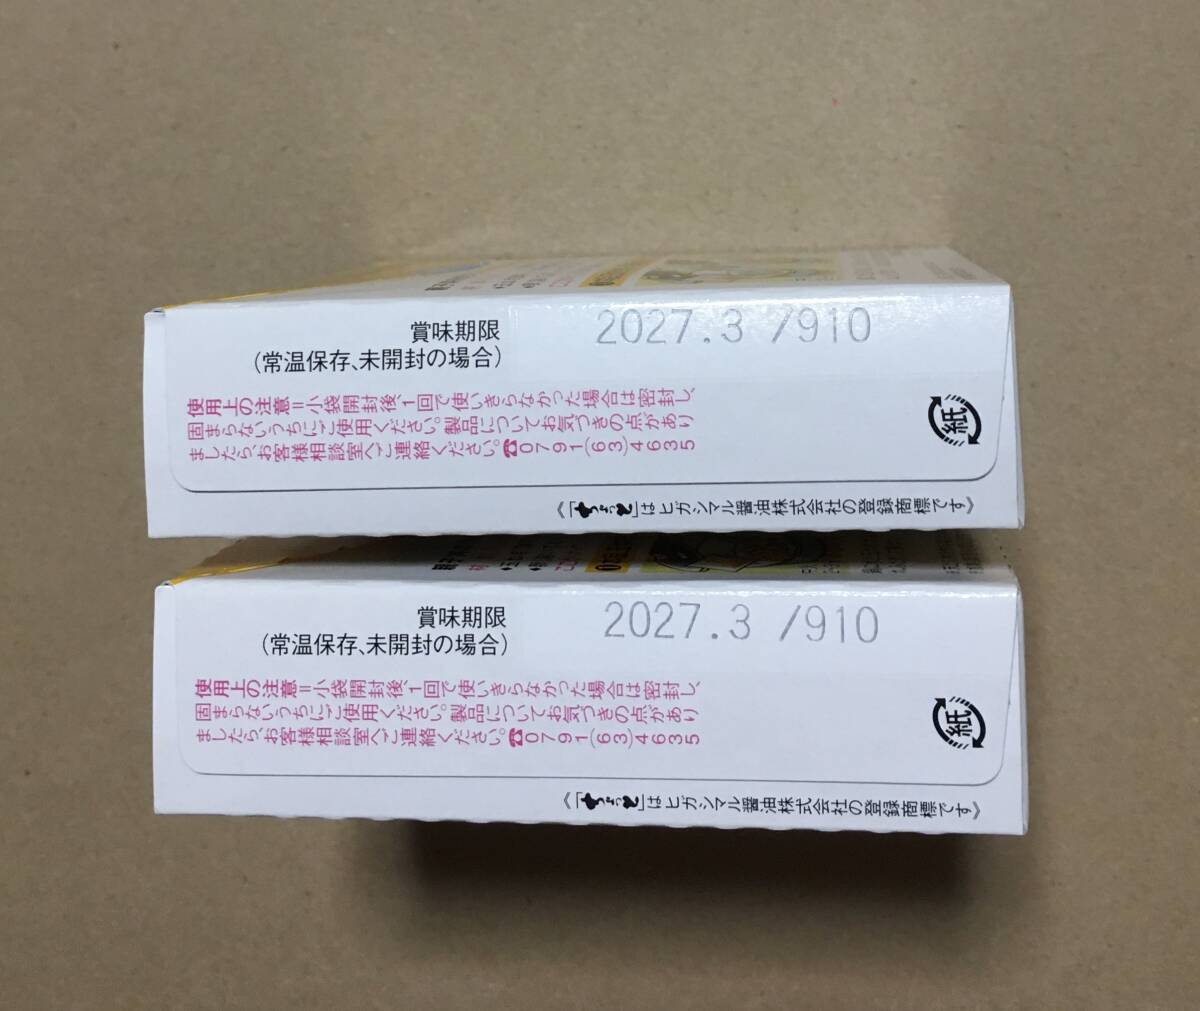 賞味期限
(常温保存、未開封の場合)
2027.3 /910
使用上の注意=小袋開封後、1回で使いきらなかった場合は密封し、
固まらないうちにご使用ください。製品についてお気づきの点があり
ましたら、お客様相談室へご連絡ください。☎0791(63)4635
紙
《「ちょっと」はヒガシマル醤油株式会社の登録商標です》
賞味期限
(常温保存、未開封の場合)
2027.3 /910
使用上の注意=小袋開封後、1回で使いきらなかった場合は密封し、
固まらないうちにご使用ください。製品についてお気づきの点があり
ましたら、お客様相談室へご連絡ください。☎0791(63)4635
紙
《「ちょっと」はヒガシマル醤油株式会社の登録商標です》